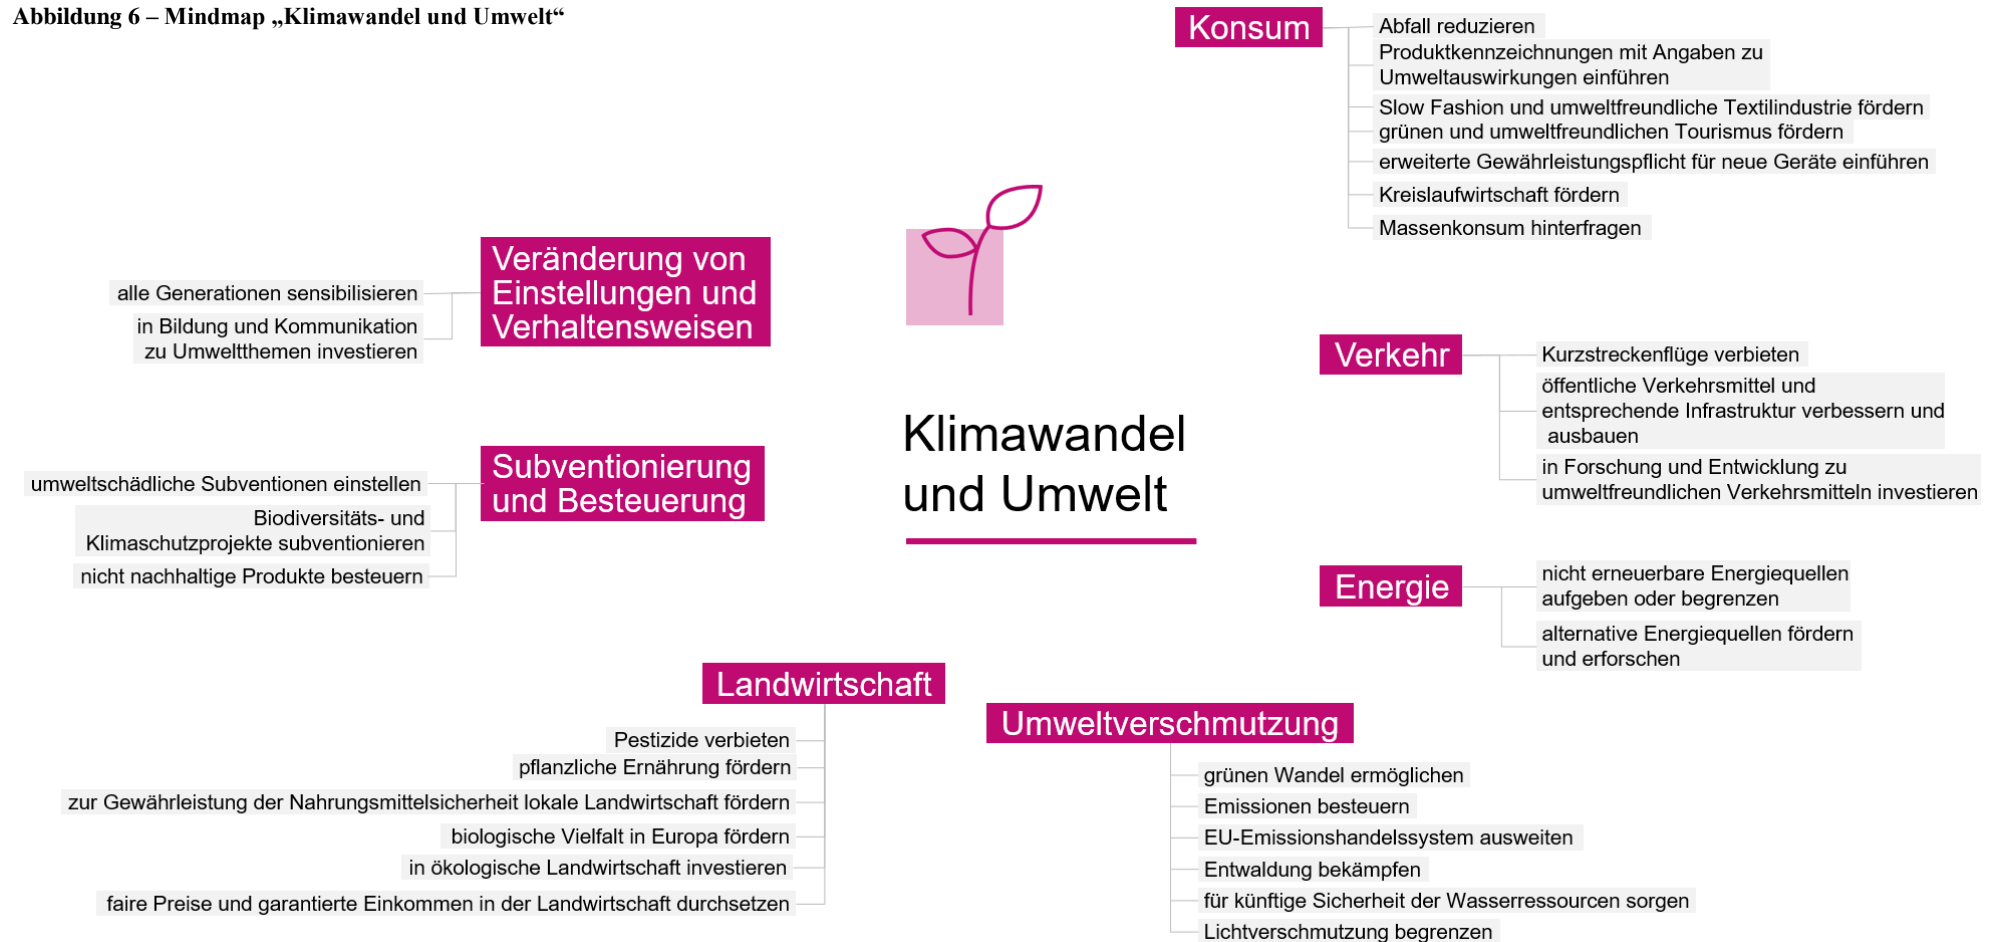 Abbildung 6 – Mindmap „Klimawandel und Umwelt“
Konsum
Abfall reduzieren
Produktkennzeichnungen mit Angaben zu
Umweltauswirkungen einführen
Slow Fashion und umweltfreundliche Textilindustrie fördern
grünen und umweltfreundlichen Tourismus fördern
erweiterte Gewährleistungspflicht für neue Geräte einführen
Kreislaufwirtschaft fördern
Massenkonsum hinterfragen
Veränderung von
Einstellungen und
Verhaltensweisen
alle Generationen sensibilisieren
in Bildung und Kommunikation
zu Umweltthemen investieren
Verkehr
Kurzstreckenflüge verbieten
öffentliche Verkehrsmittel und
entsprechende Infrastruktur verbessern und
ausbauen
in Forschung und Entwicklung zu
umweltfreundlichen Verkehrsmitteln investieren
Klimawandel
und Umwelt
Subventionierung
und Besteuerung
umweltschädliche Subventionen einstellen
Biodiversitäts- und
Klimaschutzprojekte subventionieren
nicht nachhaltige Produkte besteuern
Energie
nicht erneuerbare Energiequellen
aufgeben oder begrenzen
alternative Energiequellen fördern
und erforschen
Landwirtschaft
Pestizide verbieten
pflanzliche Ernährung fördern
zur Gewährleistung der Nahrungsmittelsicherheit lokale Landwirtschaft fördern
biologische Vielfalt in Europa fördern
in ökologische Landwirtschaft investieren
faire Preise und garantierte Einkommen in der Landwirtschaft durchsetzen
Umweltverschmutzung
grünen Wandel ermöglichen
Emissionen besteuern
EU-Emissionshandelssystem ausweiten
Entwaldung bekämpfen
für künftige Sicherheit der Wasserressourcen sorgen
Lichtverschmutzung begrenzen